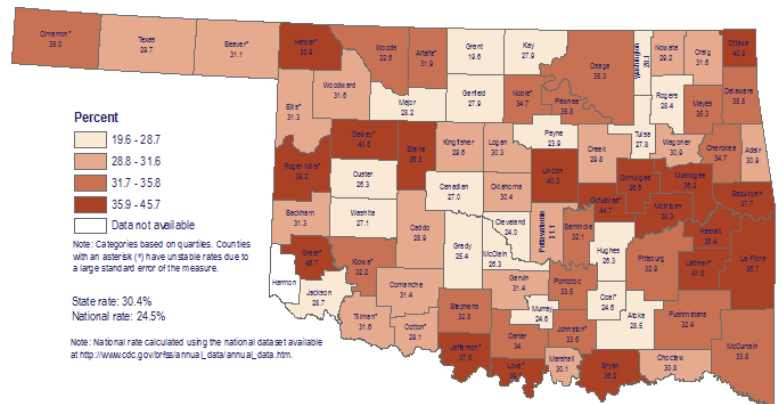 Cimarron*
35.0
Texas
29.7
Beaver*
31.1
Harper*
Woods
32.6
Alfalfa*
31.9
Grant
19.6
Kay
27.9
Osage
35.3
Washington
28.1
Nowata
29.2
Craig
31.6
Ottawa
40.9
Ellis*
31.3
Woodward
31.6
Major
28.2
Garfield
27.9
Noble*
34.7
Pawnee
35.8
Rogers
28.4
Mayes
35.3
Delaware
35.8
Percent
19.6 - 28.7
28.8 - 31.6
31.7 - 35.8
35.9 - 45.7
Data not available
Note: Categories based on quartiles. Counties
with an asterisk (*) have unstable rates due to
a large standard error of the measure.
State rate: 30.4%
National rate: 24.5%
Note: National rate calculated using the national dataset available
at http://www.cdc.gov/brfss/annual_data/annual_data.htm.
Roger Mills*
39.2
Dewey*
40.6
Blaine
36.3
Kingfisher
29.6
Logan
30.3
Payne
23.9
Creek
29.8
Tulsa
27.8
Wagoner
30.9
Cherokee
34.7
Adair
30.9
Custer
26.3
Canadian
27.0
Oklahoma
30.4
Lincoln
40.3
Okmulgee
36.6
Muskogee
36.2
Sequoyah
37.7
Beckham
31.3
Washita
27.1
Caddo
28.9
Grady
25.4
Cleveland
24.0
McClain
26.3
Pottawatomie
31.1
Seminole
32.1
Okfuskee*
44.7
McIntosh
38.3
Haskell
36.4
Hughes
26.3
Pittsburg
32.9
Latimer*
Le Flore
Harmon
Greer*
45.7
Kiowa*
32.2
Jackson
28.7
Comanche
31.4
Tillman*
31.6
Cotton*
29.1
Stephens
32.8
Garvin
31.4
Murray
24.6
Pontotoc
33.5
Coal*
24.6
Atoka
28.5
Pushmataha
32.4
McCurtain
33.8
Jefferson*
37.6
Carter
34
Love*
Johnston*
33.6
Marshall
30.1
Bryan
36.2
Choctaw
30.8